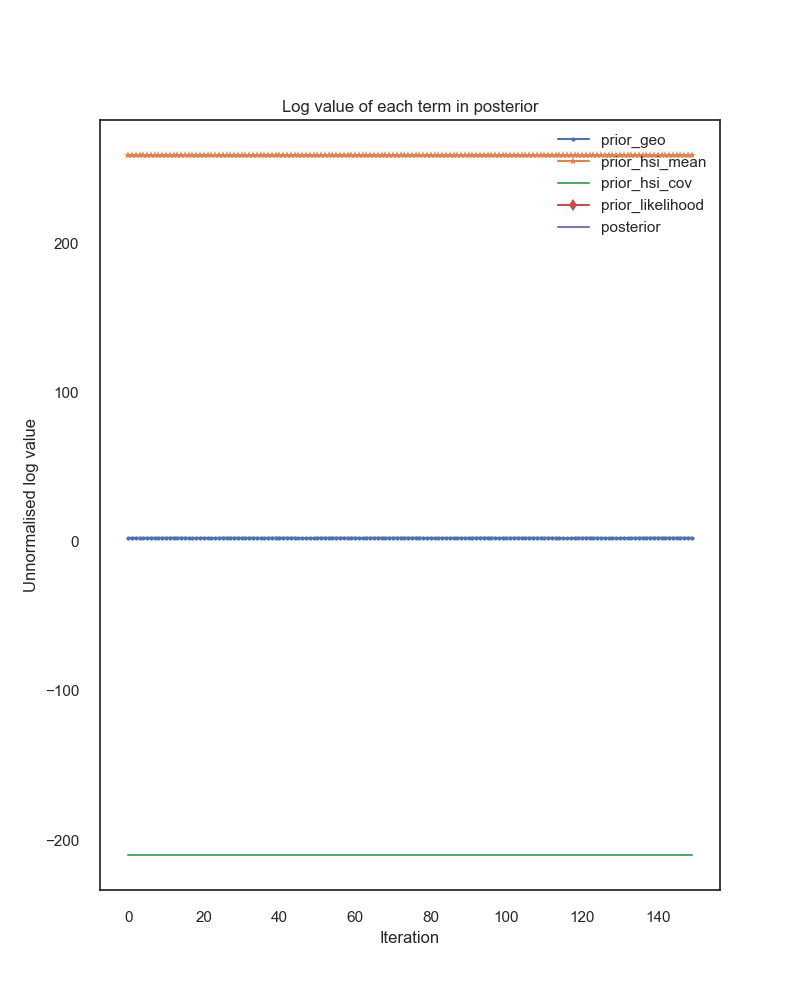 Log value of each term in posterior
prior_geo
prior_hsi_mean
prior_hsi_cov
prior_likelihood
posterior
200
100
0
−100
−200
Unnormalised log value
0 20 40 60 80 100 120 140
Iteration